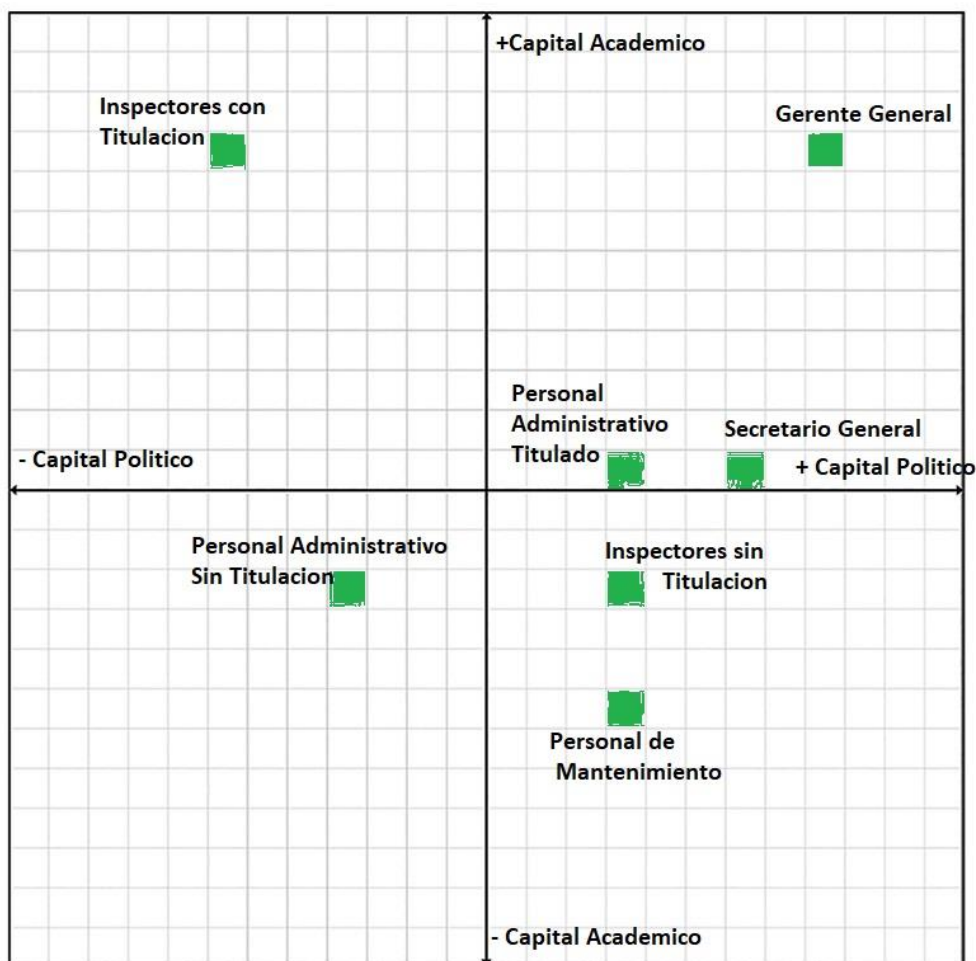 +Capital Academico
Inspectores con
Titulacion
Gerente General
Personal
Administrativo
Titulado
Secretario General
- Capital Politico
+ Capital Politico
Personal Administrativo
Sin Titulacion
Inspectores sin
Titulacion
Personal de
Mantenimiento
- Capital Academico